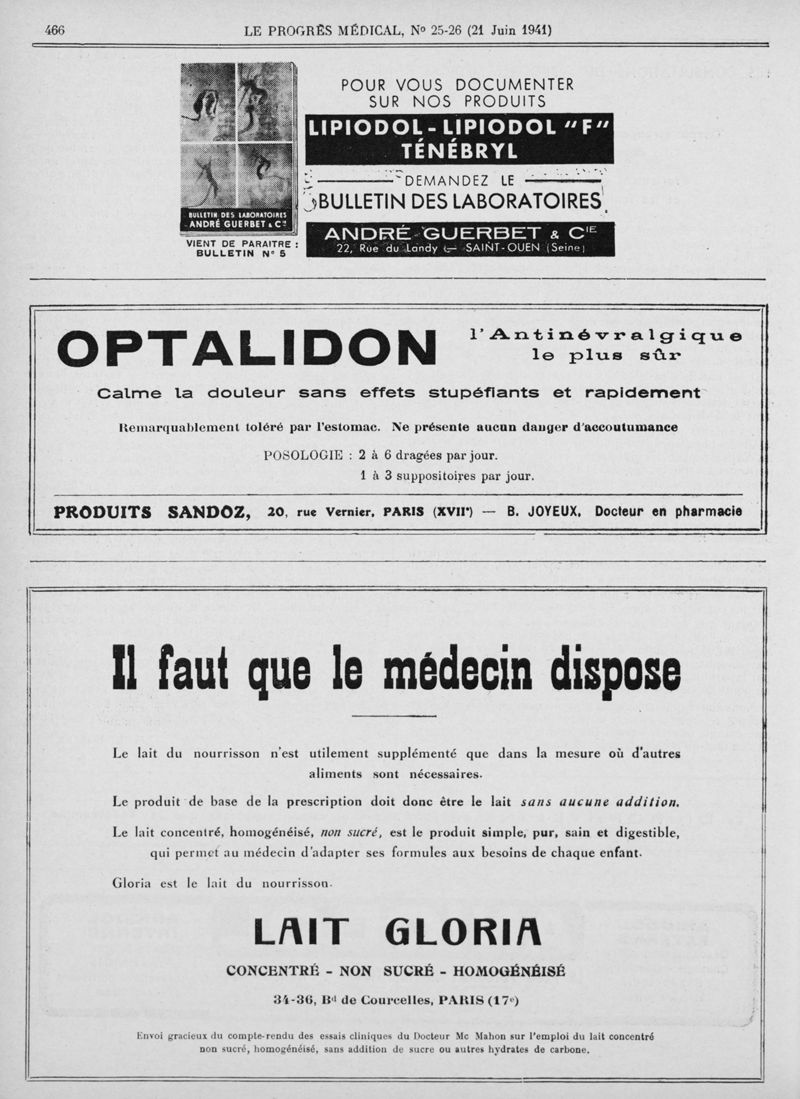 466
LE PROGRÈS MÉDICAL, Nº 25-26 (21 Juin 1941)
BULLETIN DES LABORATOIRES
ANDRÉ GUERBET & Cie
VIENT DE PARAITRE :
BULLETIN Nº 5
POUR VOUS DOCUMENTER
SUR NOS PRODUITS
LIPIODOL - LIPIODOL "F"
TÉNÉBRYL
DEMANDEZ LE
BULLETIN DES LABORATOIRES
ANDRÉ GUERBET & CIE
22, Rue du Landy — SAINT-OUEN (Seine)
OPTALIDON
l'Antinévralgique
le plus sûr
Calme la douleur sans effets stupéfiants et rapidement
Remarquablement toléré par l'estomac. Ne présente aucun danger d'accoutumance
POSOLOGIE : 2 à 6 dragées par jour.
1 à 3 suppositoires par jour.
PRODUITS SANDOZ, 20, rue Vernier, PARIS (XVIIe) — B. JOYEUX, Docteur en pharmacie
Il faut que le médecin dispose
Le lait du nourrisson n'est utilement supplémenté que dans la mesure où d'autres
aliments sont nécessaires.
Le produit de base de la prescription doit donc être le lait sans aucune addition.
Le lait concentré, homogénéisé, non sucré, est le produit simple, pur, sain et digestible,
qui permet au médecin d'adapter ses formules aux besoins de chaque enfant.
Gloria est le lait du nourrisson.
LAIT GLORIA
CONCENTRÉ - NON SUCRÉ - HOMOGÉNÉISÉ
34-36, Bd de Courcelles, PARIS (17e)
Envoi gracieux du compte-rendu des essais cliniques du Docteur Mc Mahon sur l'emploi du lait concentré
non sucré, homogénéisé, sans addition de sucre ou autres hydrates de carbone.